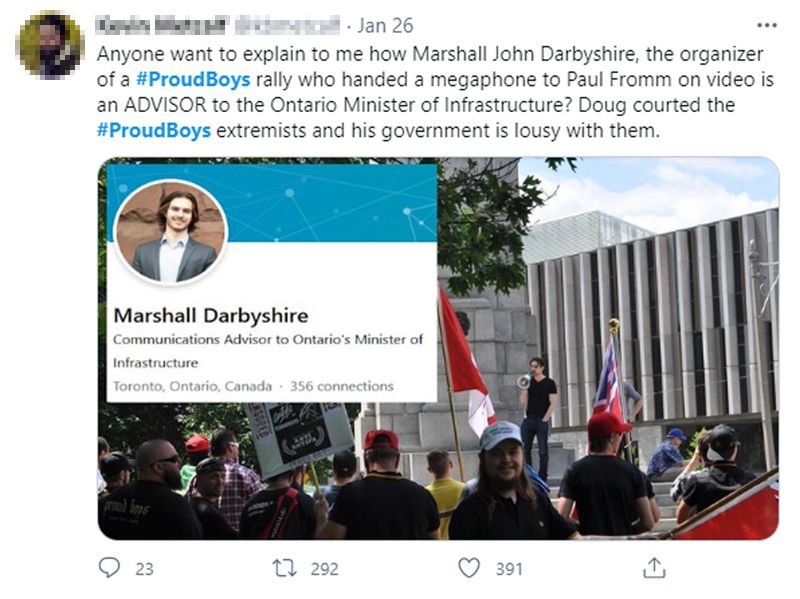 · Jan 26
Anyone want to explain to me how Marshall John Darbyshire, the organizer
of a #ProudBoys rally who handed a megaphone to Paul Fromm on video is
an ADVISOR to the Ontario Minister of Infrastructure? Doug courted the
#ProudBoys extremists and his government is lousy with them.
Marshall Darbyshire
Communications Advisor to Ontario's Minister of
Infrastructure
Toronto, Ontario, Canada · 356 connections
ANTI
ANTIFA
proud boys
23 292 391